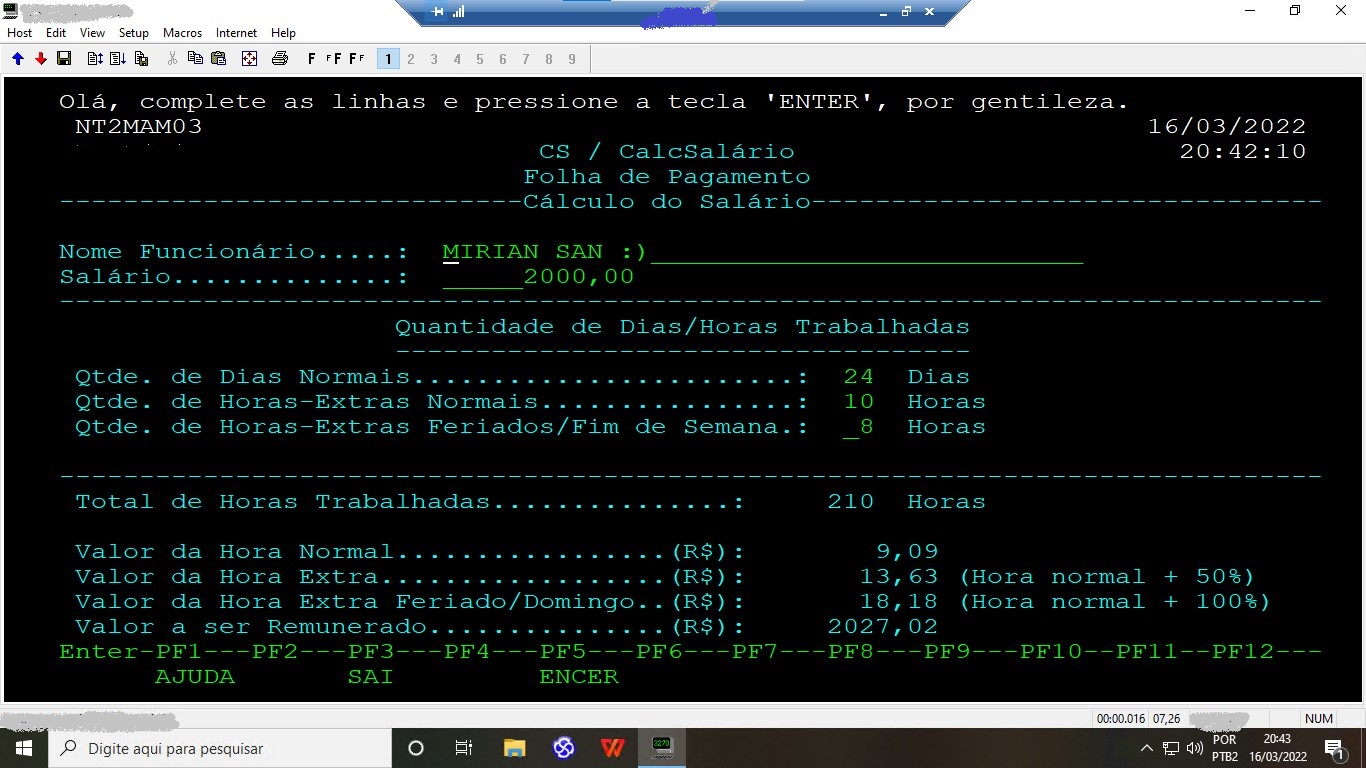 Host Edit View Setup Macros Internet Help
F FF FF 1 2 3 4 5 6 7 8 9
Olá, complete as linhas e pressione a tecla 'ENTER', por gentileza.
NT2MAM03 16/03/2022
CS / CalcSalário 20:42:10
Folha de Pagamento
-----------------------------Cálculo do Salário--------------------------------
Nome Funcionário.....: MIRIAN SAN :)___________________________
Salário..............: _____2000,00
-------------------------------------------------------------------------------
Quantidade de Dias/Horas Trabalhadas
------------------------------------
Qtde. de Dias Normais........................: 24 Dias
Qtde. de Horas-Extras Normais................: 10 Horas
Qtde. de Horas-Extras Feriados/Fim de Semana.: _8 Horas
-------------------------------------------------------------------------------
Total de Horas Trabalhadas...............: 210 Horas
Valor da Hora Normal.................(R$): 9,09
Valor da Hora Extra..................(R$): 13,63 (Hora normal + 50%)
Valor da Hora Extra Feriado/Domingo..(R$): 18,18 (Hora normal + 100%)
Valor a ser Remunerado...............(R$): 2027,02
Enter-PF1---PF2---PF3---PF4---PF5---PF6---PF7---PF8---PF9---PF10--PF11--PF12---
AJUDA SAI ENCER
00:00.016 07,26 NUM
Digite aqui para pesquisar 3270 POR 20:43
PTB2 16/03/2022 1